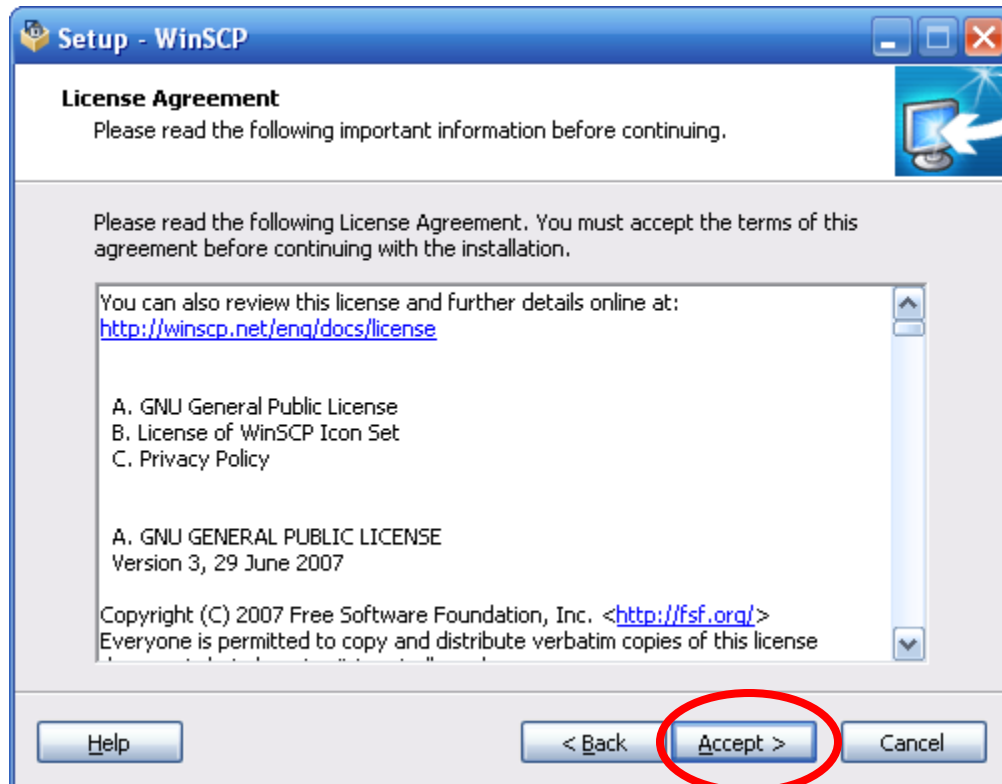 Setup - WinSCP
License Agreement
Please read the following important information before continuing.
Please read the following License Agreement. You must accept the terms of this
agreement before continuing with the installation.
You can also review this license and further details online at:
http://winscp.net/eng/docs/license
A. GNU General Public License
B. License of WinSCP Icon Set
C. Privacy Policy
A. GNU GENERAL PUBLIC LICENSE
Version 3, 29 June 2007
Copyright (C) 2007 Free Software Foundation, Inc. <http://fsf.org/>
Everyone is permitted to copy and distribute verbatim copies of this license
Help
< Back
Accept >
Cancel